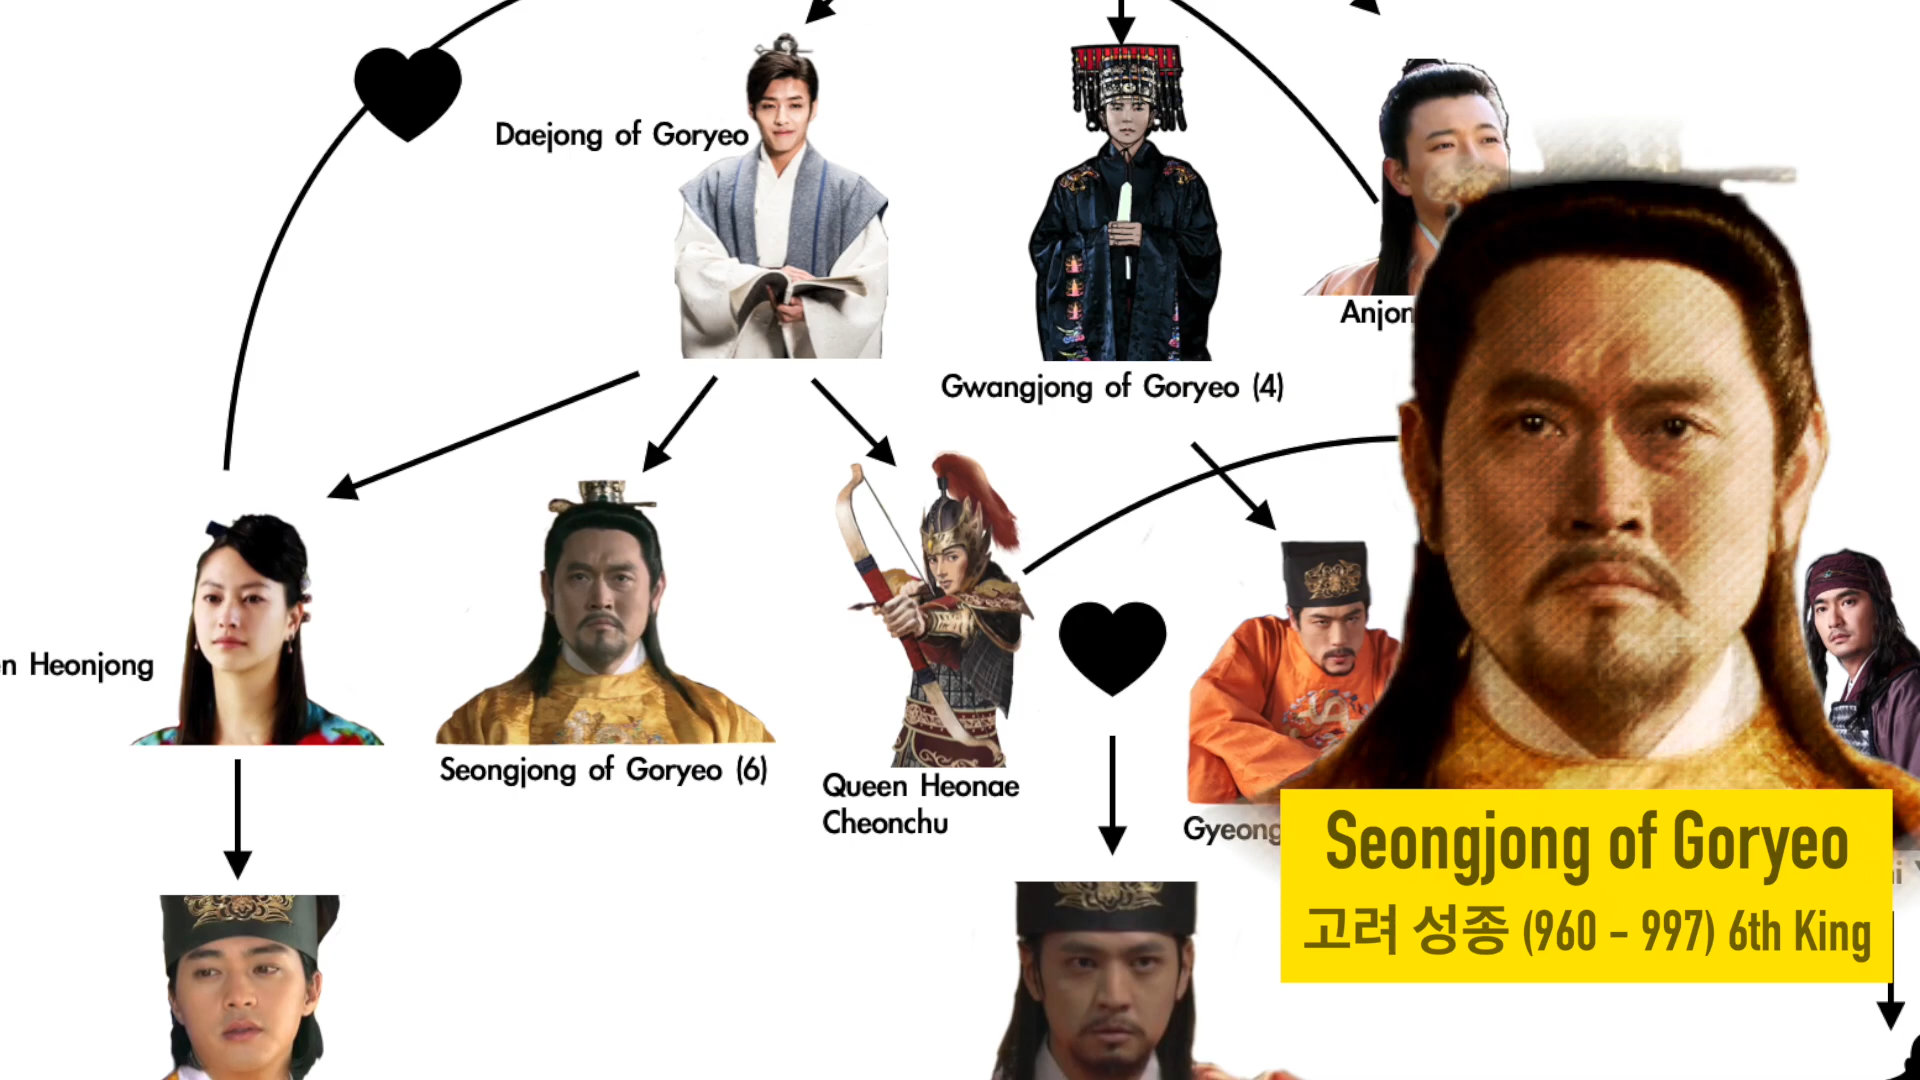 Daejong of Goryeo
Anjon
Gwangjong of Goryeo (4)
n Heonjong
Seongjong of Goryeo (6)
Queen Heonae
Cheonchu
Gyeong
Seongjong of Goryeo
고려 성종 (960 - 997) 6th King